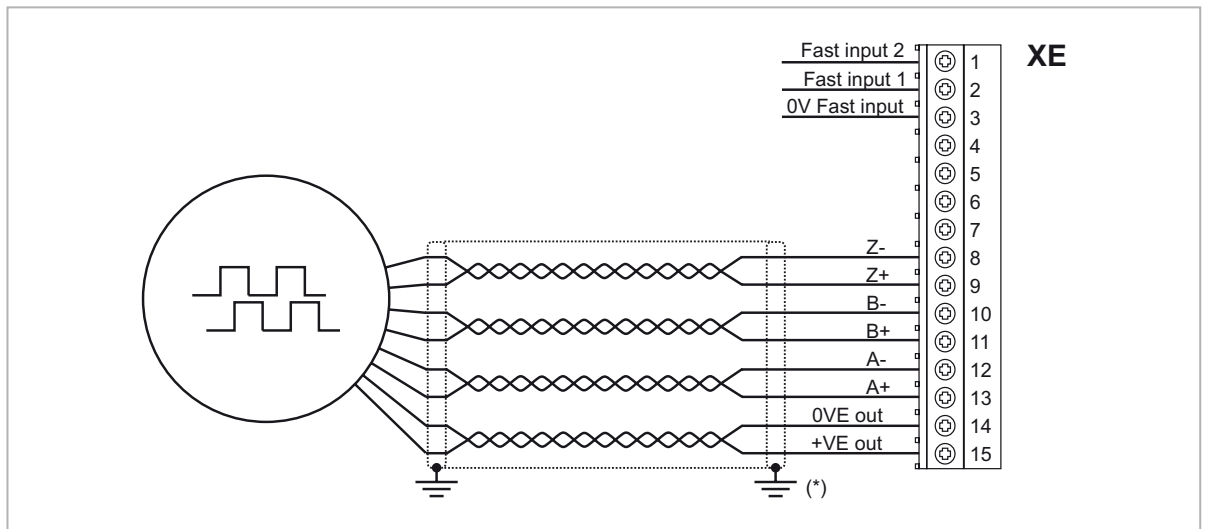 Fast input 2 1 XE
Fast input 1 2
0V Fast input 3
4
5
6
7
Z- 8
Z+ 9
B- 10
B+ 11
A- 12
A+ 13
0VE out 14
+VE out 15
(*)